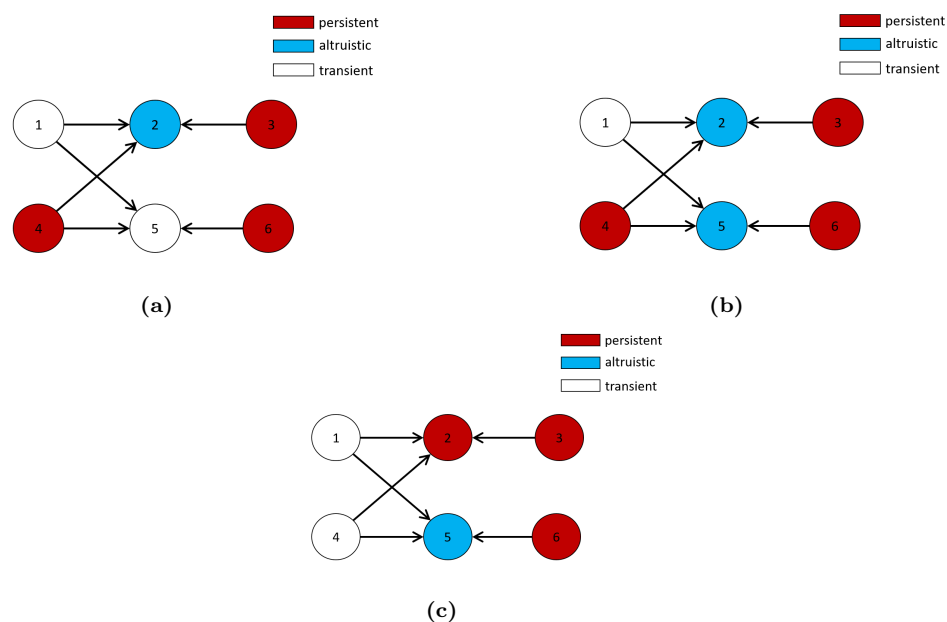 persistent
altruistic
transient
1 2 3
4 5 6
(a)
persistent
altruistic
transient
1 2 3
4 5 6
(b)
persistent
altruistic
transient
1 2 3
4 5 6
(c)